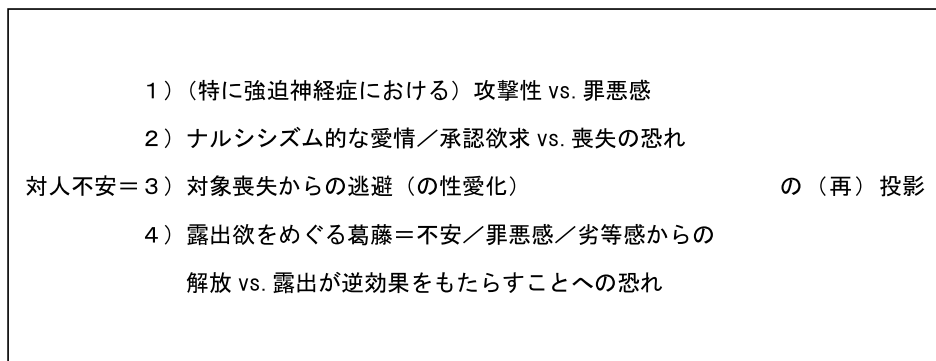 1）（特に強迫神経症における）攻撃性 vs. 罪悪感
2）ナルシシズム的な愛情／承認欲求 vs. 喪失の恐れ
対人不安＝3）対象喪失からの逃避（の性愛化） の（再）投影
4）露出欲をめぐる葛藤＝不安／罪悪感／劣等感からの
解放 vs. 露出が逆効果をもたらすことへの恐れ